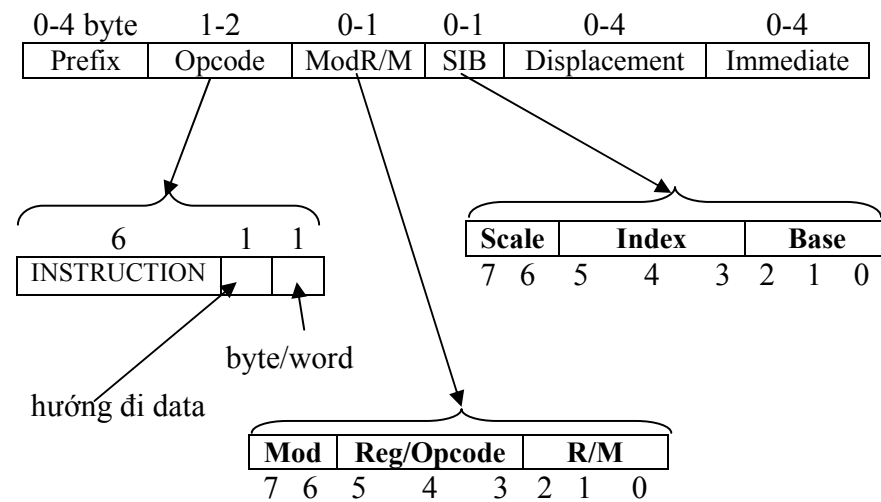 0-4 byte 1-2 0-1 0-1 0-4 0-4
Prefix Opcode ModR/M SIB Displacement Immediate
6 1 1
INSTRUCTION
byte/word
hướng đi data
Scale Index Base
7 6 5 4 3 2 1 0
Mod Reg/Opcode R/M
7 6 5 4 3 2 1 0